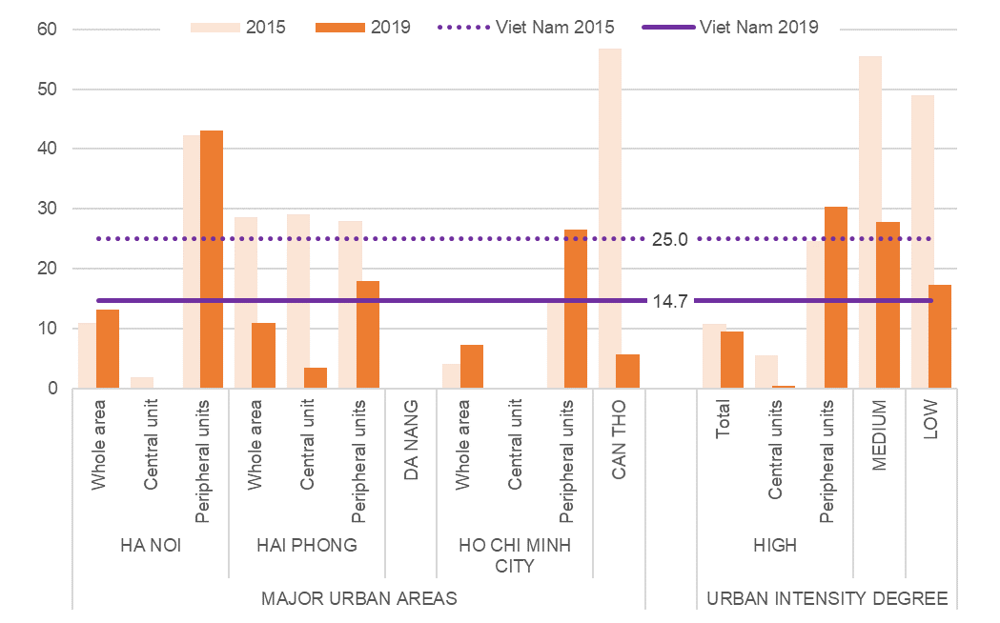 2015 2019 Viet Nam 2015 Viet Nam 2019
60
50
40
30
20
10
0
25.0
14.7
Whole area
Central unit
Peripheral units
Whole area
Central unit
Peripheral units
DA NANG
Whole area
Central unit
Peripheral units
CAN THO
Total
Central units
Peripheral units
MEDIUM
LOW
HA NOI
HAI PHONG
HO CHI MINH
CITY
HIGH
MAJOR URBAN AREAS
URBAN INTENSITY DEGREE